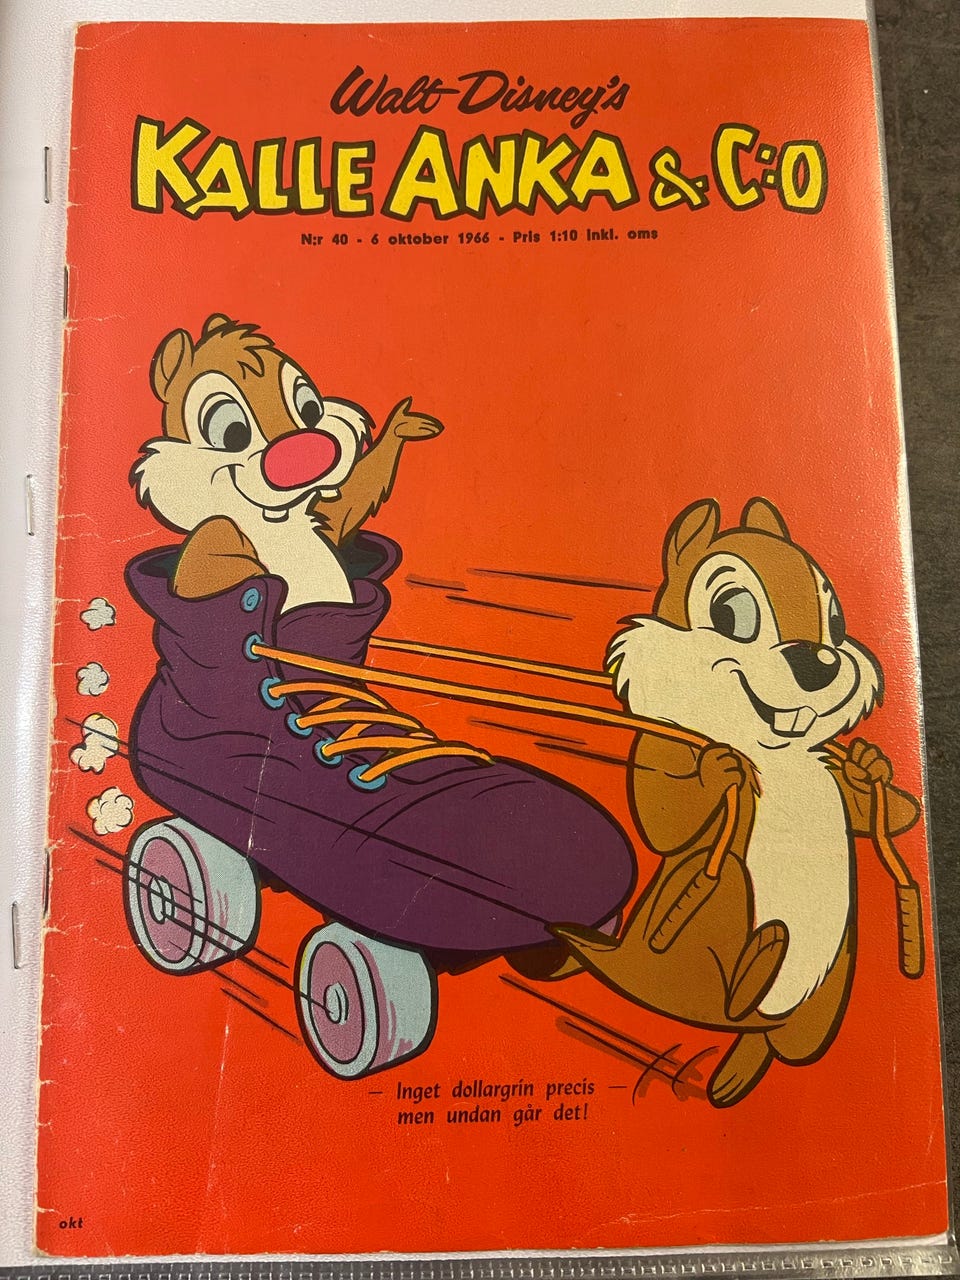 Walt Disney's
KALLE ANKA & C:O
N:r 40 - 6 oktober 1966 - Pris 1:10 inkl. oms
— Inget dollargrin precis —
men undan går det!
okt